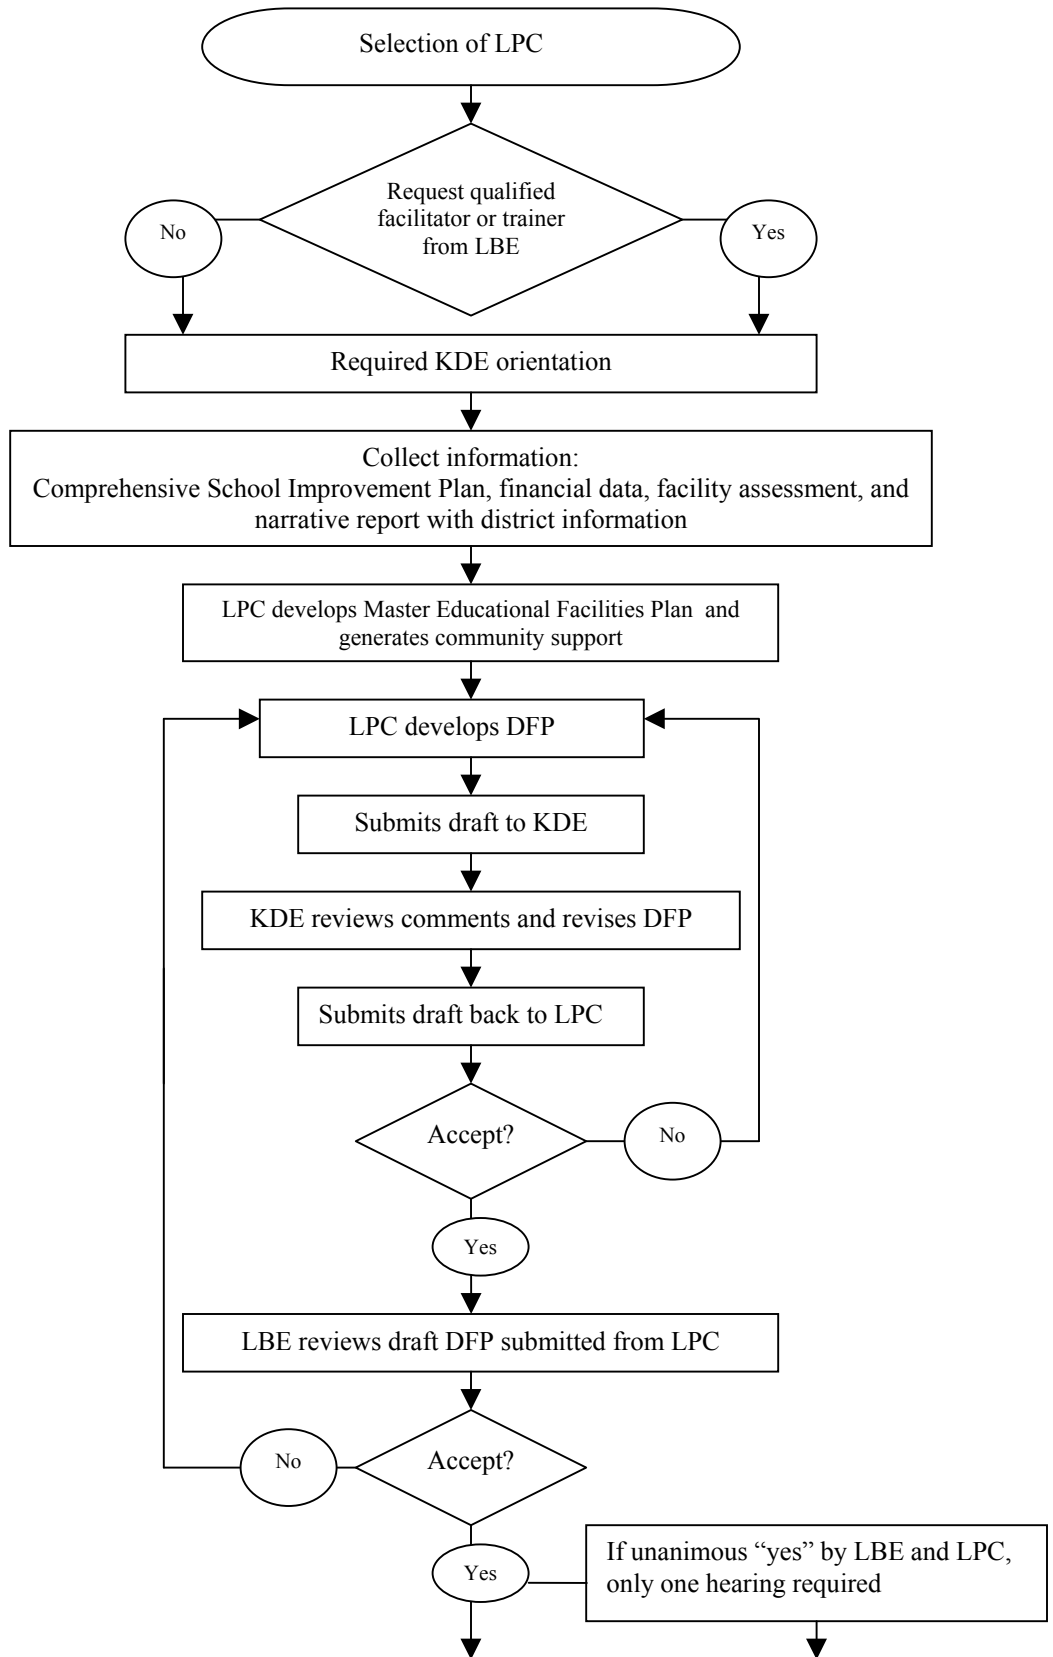 Selection of LPC
Request qualified
facilitator or trainer
from LBE
No
Yes
Required KDE orientation
Collect information:
Comprehensive School Improvement Plan, financial data, facility assessment, and
narrative report with district information
LPC develops Master Educational Facilities Plan and
generates community support
LPC develops DFP
Submits draft to KDE
KDE reviews comments and revises DFP
Submits draft back to LPC
Accept?
No
Yes
LBE reviews draft DFP submitted from LPC
No
Accept?
Yes
If unanimous “yes” by LBE and LPC,
only one hearing required